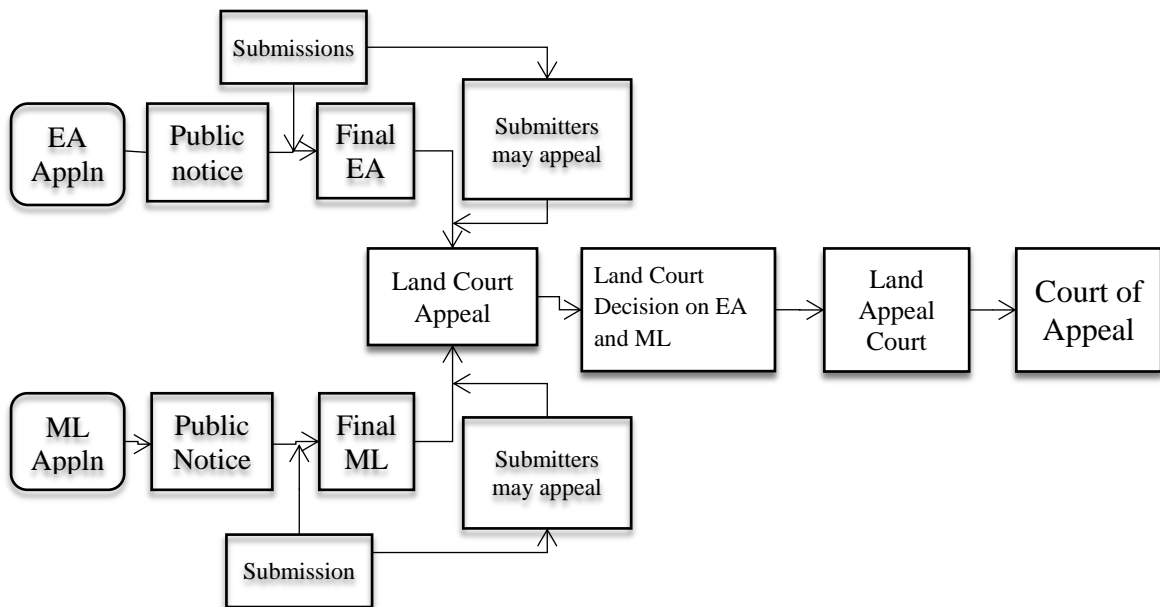 Submissions
EA
Appln
Public
notice
Final
EA
Submitters
may appeal
Land Court
Appeal
Land Court
Decision on EA
and ML
Land
Appeal
Court
Court of
Appeal
ML
Appln
Public
Notice
Final
ML
Submitters
may appeal
Submission